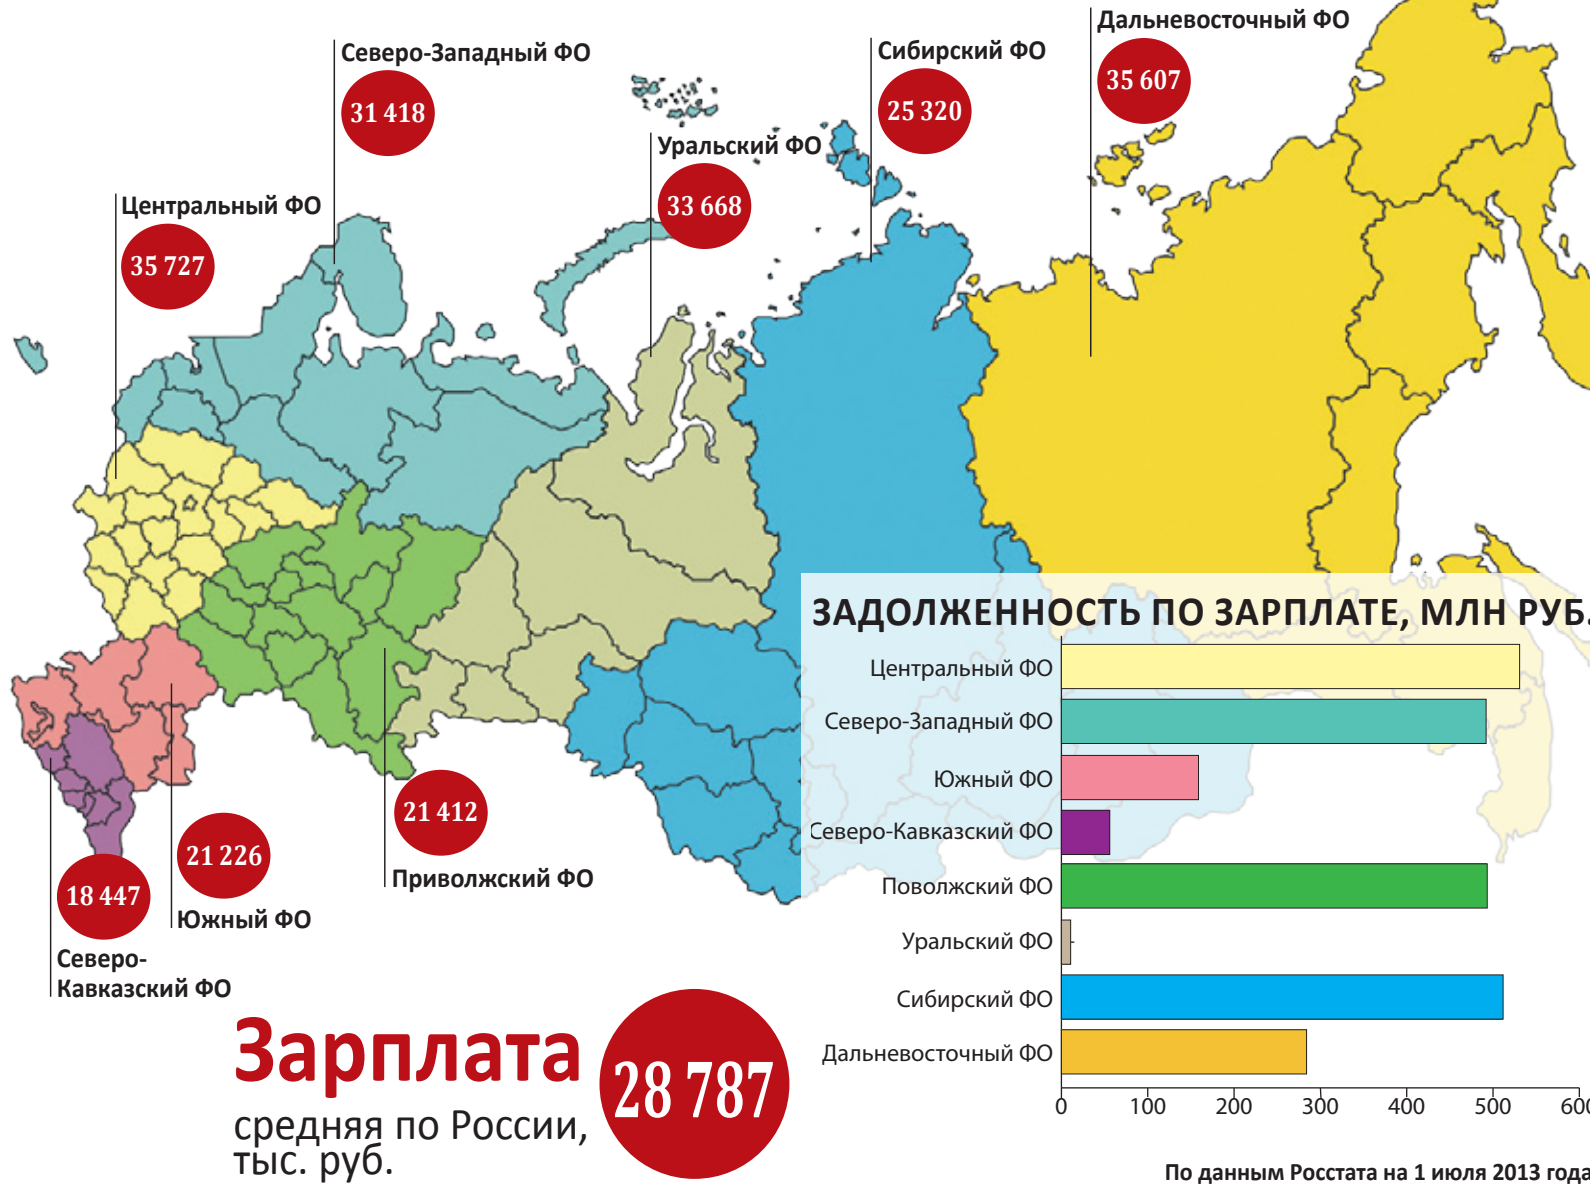 Дальневосточный ФО
35 607
Северо-Западный ФО
31 418
Сибирский ФО
25 320
Уральский ФО
33 668
Центральный ФО
35 727
ЗАДОЛЖЕННОСТЬ ПО ЗАРПЛАТЕ, МЛН РУБ.
Центральный ФО
Северо-Западный ФО
Южный ФО
Северо-Кавказский ФО
Поволжский ФО
Уральский ФО
Сибирский ФО
Дальневосточный ФО
0 100 200 300 400 500 600
21 412
Приволжский ФО
21 226
Южный ФО
18 447
Северо-
Кавказский ФО
Зарплата
средняя по России,
тыс. руб.
28 787
По данным Росстата на 1 июля 2013 года